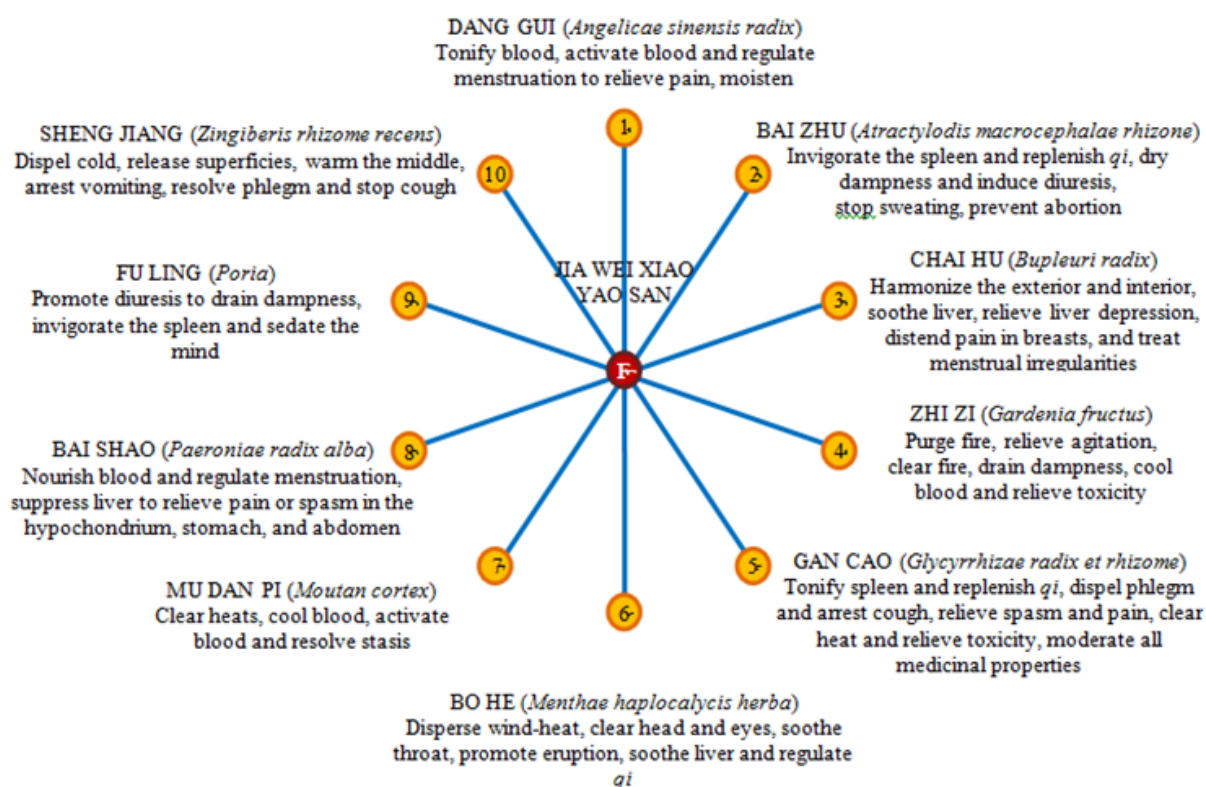 DANG GUI (Angelicae sinensis radix)
Tonify blood, activate blood and regulate
menstruation to relieve pain, moisten
1
SHENG JIANG (Zingiberis rhizome recens)
Dispel cold, release superficies, warm the middle,
arrest vomiting, resolve phlegm and stop cough
10
2
BAI ZHU (Atractylodis macrocephalae rhizone)
Invigorate the spleen and replenish qi, dry
dampness and induce diuresis,
stop sweating, prevent abortion
FU LING (Poria)
Promote diuresis to drain dampness,
invigorate the spleen and sedate the
mind
9
JIA WEI XIAO
YAO SAN
3
CHAI HU (Bupleuri radix)
Harmonize the exterior and interior,
soothe liver, relieve liver depression,
distend pain in breasts, and treat
menstrual irregularities
F
BAI SHAO (Paeroniae radix alba)
Nourish blood and regulate menstruation,
suppress liver to relieve pain or spasm in the
hypochondrium, stomach, and abdomen
8
4
ZHI ZI (Gardenia fructus)
Purge fire, relieve agitation,
clear fire, drain dampness, cool
blood and relieve toxicity
MU DAN PI (Moutan cortex)
Clear heats, cool blood, activate
blood and resolve stasis
7
5
GAN CAO (Glycyrrhizae radix et rhizome)
Tonify spleen and replenish qi, dispel phlegm
and arrest cough, relieve spasm and pain, clear
heat and relieve toxicity, moderate all
medicinal properties
6
BO HE (Menthae haplocalycis herba)
Disperse wind-heat, clear head and eyes, soothe
throat, promote eruption, soothe liver and regulate
qi